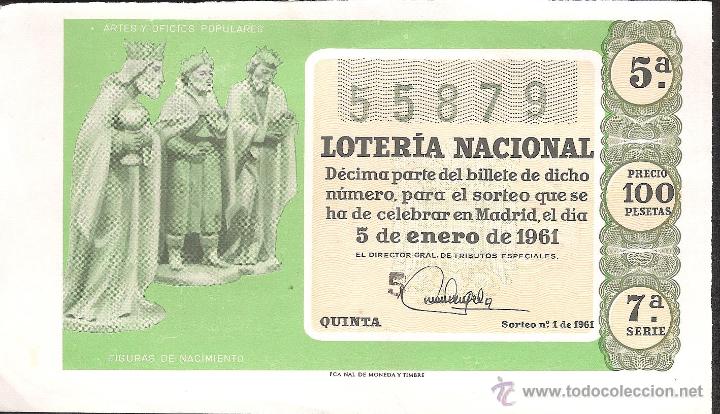 ARTES Y OFICIOS POPULARES
55879
LOTERÍA NACIONAL
Décima parte del billete de dicho
número, para el sorteo que se
ha de celebrar en Madrid, el dia
5 de enero de 1961
EL DIRECTOR GRAL. DE TRIBUTOS ESPECIALES,
5
QUINTA
Sorteo nº. 1 de 1961
5ª.
PRECIO
100
PESETAS
7ª
SERIE
FIGURAS DE NACIMIENTO
FCA NAL DE MONEDA Y TIMBRE
www.todocoleccion.net